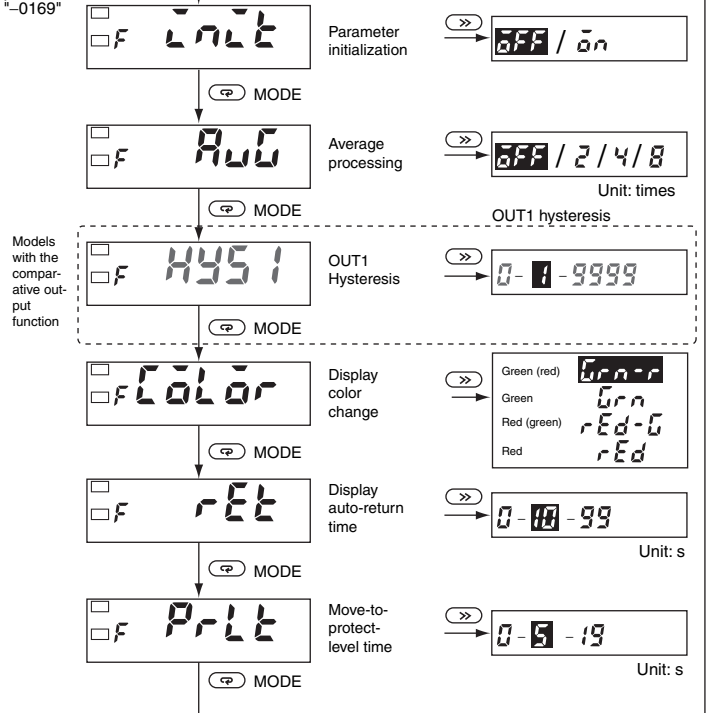 "–0169"
F init
Parameter initialization
oFF / on
MODE
F AvG
Average processing
oFF / 2 / 4 / 8
Unit: times
MODE
OUT1 hysteresis
Models with the compar-ative out-put function
F HYS1
OUT1 Hysteresis
0 - 1 - 9999
MODE
F CoLor
Display color change
Green (red) Grn-r
Green Grn
Red (green) rEd-G
Red rEd
MODE
F rEt
Display auto-return time
0 - 10 - 99
Unit: s
MODE
F PrLt
Move-to-protect-level time
0 - 5 - 19
Unit: s
MODE